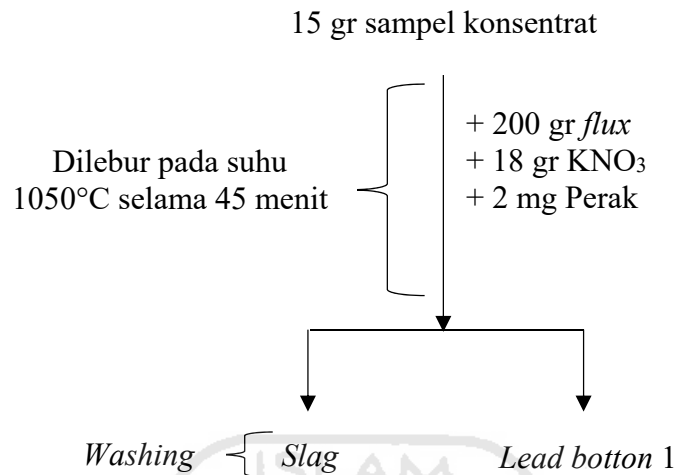 15 gr sampel konsentrat
+ 200 gr flux
+ 18 gr KNO₃
+ 2 mg Perak
Dilebur pada suhu
1050°C selama 45 menit
Washing
Slag
Lead botton 1
ISLAM